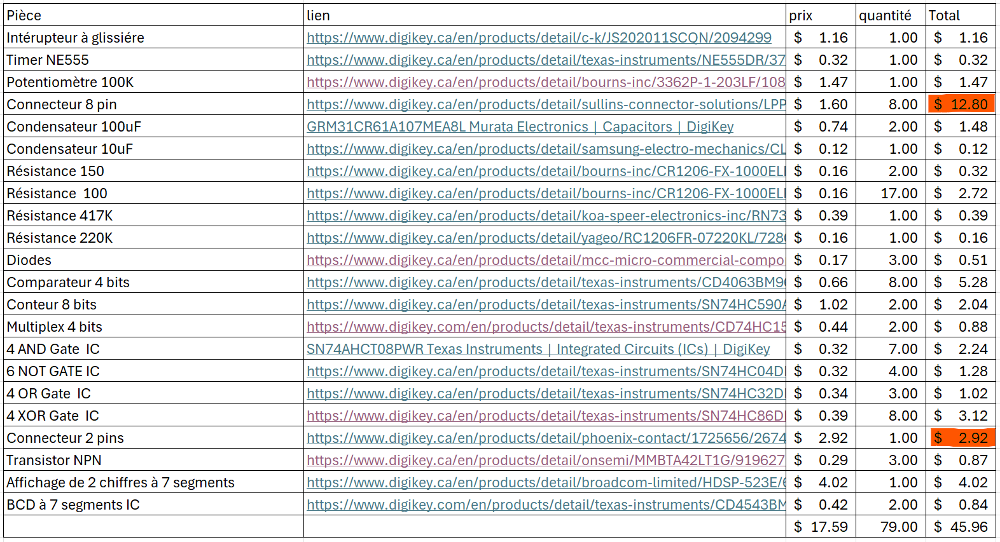 Pièce lien prix quantité Total
Intérupteur à glissiére https://www.digikey.ca/en/products/detail/c-k/JS202011SCQN/2094299 $ 1.16 1.00 $ 1.16
Timer NE555 https://www.digikey.ca/en/products/detail/texas-instruments/NE555DR/37 $ 0.32 1.00 $ 0.32
Potentiomètre 100K https://www.digikey.ca/en/products/detail/bourns-inc/3362P-1-203LF/108 $ 1.47 1.00 $ 1.47
Connecteur 8 pin https://www.digikey.ca/en/products/detail/sullins-connector-solutions/LPP $ 1.60 8.00 $ 12.80
Condensateur 100uF GRM31CR61A107MEA8L Murata Electronics | Capacitors | DigiKey $ 0.74 2.00 $ 1.48
Condensateur 10uF https://www.digikey.ca/en/products/detail/samsung-electro-mechanics/CL $ 0.12 1.00 $ 0.12
Résistance 150 https://www.digikey.ca/en/products/detail/bourns-inc/CR1206-FX-1000EL $ 0.16 2.00 $ 0.32
Résistance 100 https://www.digikey.ca/en/products/detail/bourns-inc/CR1206-FX-1000EL $ 0.16 17.00 $ 2.72
Résistance 417K https://www.digikey.ca/en/products/detail/koa-speer-electronics-inc/RN73 $ 0.39 1.00 $ 0.39
Résistance 220K https://www.digikey.ca/en/products/detail/yageo/RC1206FR-07220KL/728 $ 0.16 1.00 $ 0.16
Diodes https://www.digikey.ca/en/products/detail/mcc-micro-commercial-compo $ 0.17 3.00 $ 0.51
Comparateur 4 bits https://www.digikey.ca/en/products/detail/texas-instruments/CD4063BM9 $ 0.66 8.00 $ 5.28
Conteur 8 bits https://www.digikey.ca/en/products/detail/texas-instruments/SN74HC590A $ 1.02 2.00 $ 2.04
Multiplex 4 bits https://www.digikey.com/en/products/detail/texas-instruments/CD74HC15 $ 0.44 2.00 $ 0.88
4 AND Gate IC SN74AHCT08PWR Texas Instruments | Integrated Circuits (ICs) | DigiKey $ 0.32 7.00 $ 2.24
6 NOT GATE IC https://www.digikey.ca/en/products/detail/texas-instruments/SN74HC04D $ 0.32 4.00 $ 1.28
4 OR Gate IC https://www.digikey.ca/en/products/detail/texas-instruments/SN74HC32D $ 0.34 3.00 $ 1.02
4 XOR Gate IC https://www.digikey.ca/en/products/detail/texas-instruments/SN74HC86D $ 0.39 8.00 $ 3.12
Connecteur 2 pins https://www.digikey.ca/en/products/detail/phoenix-contact/1725656/2674 $ 2.92 1.00 $ 2.92
Transistor NPN https://www.digikey.ca/en/products/detail/onsemi/MMBTA42LT1G/919627 $ 0.29 3.00 $ 0.87
Affichage de 2 chiffres à 7 segments https://www.digikey.ca/en/products/detail/broadcom-limited/HDSP-523E/ $ 4.02 1.00 $ 4.02
BCD à 7 segments IC https://www.digikey.com/en/products/detail/texas-instruments/CD4543BM $ 0.42 2.00 $ 0.84
$ 17.59 79.00 $ 45.96